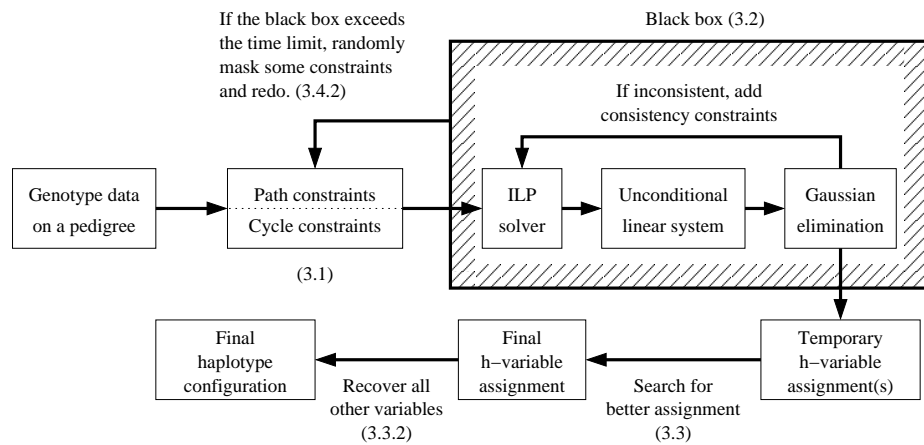 If the black box exceeds
the time limit, randomly
mask some constraints
and redo. (3.4.2)
Black box (3.2)
If inconsistent, add
consistency constraints
Genotype data
on a pedigree
Path constraints
Cycle constraints
(3.1)
ILP
solver
Unconditional
linear system
Gaussian
elimination
Final
haplotype
configuration
Recover all
other variables
(3.3.2)
Final
h−variable
assignment
Search for
better assignment
(3.3)
Temporary
h−variable
assignment(s)